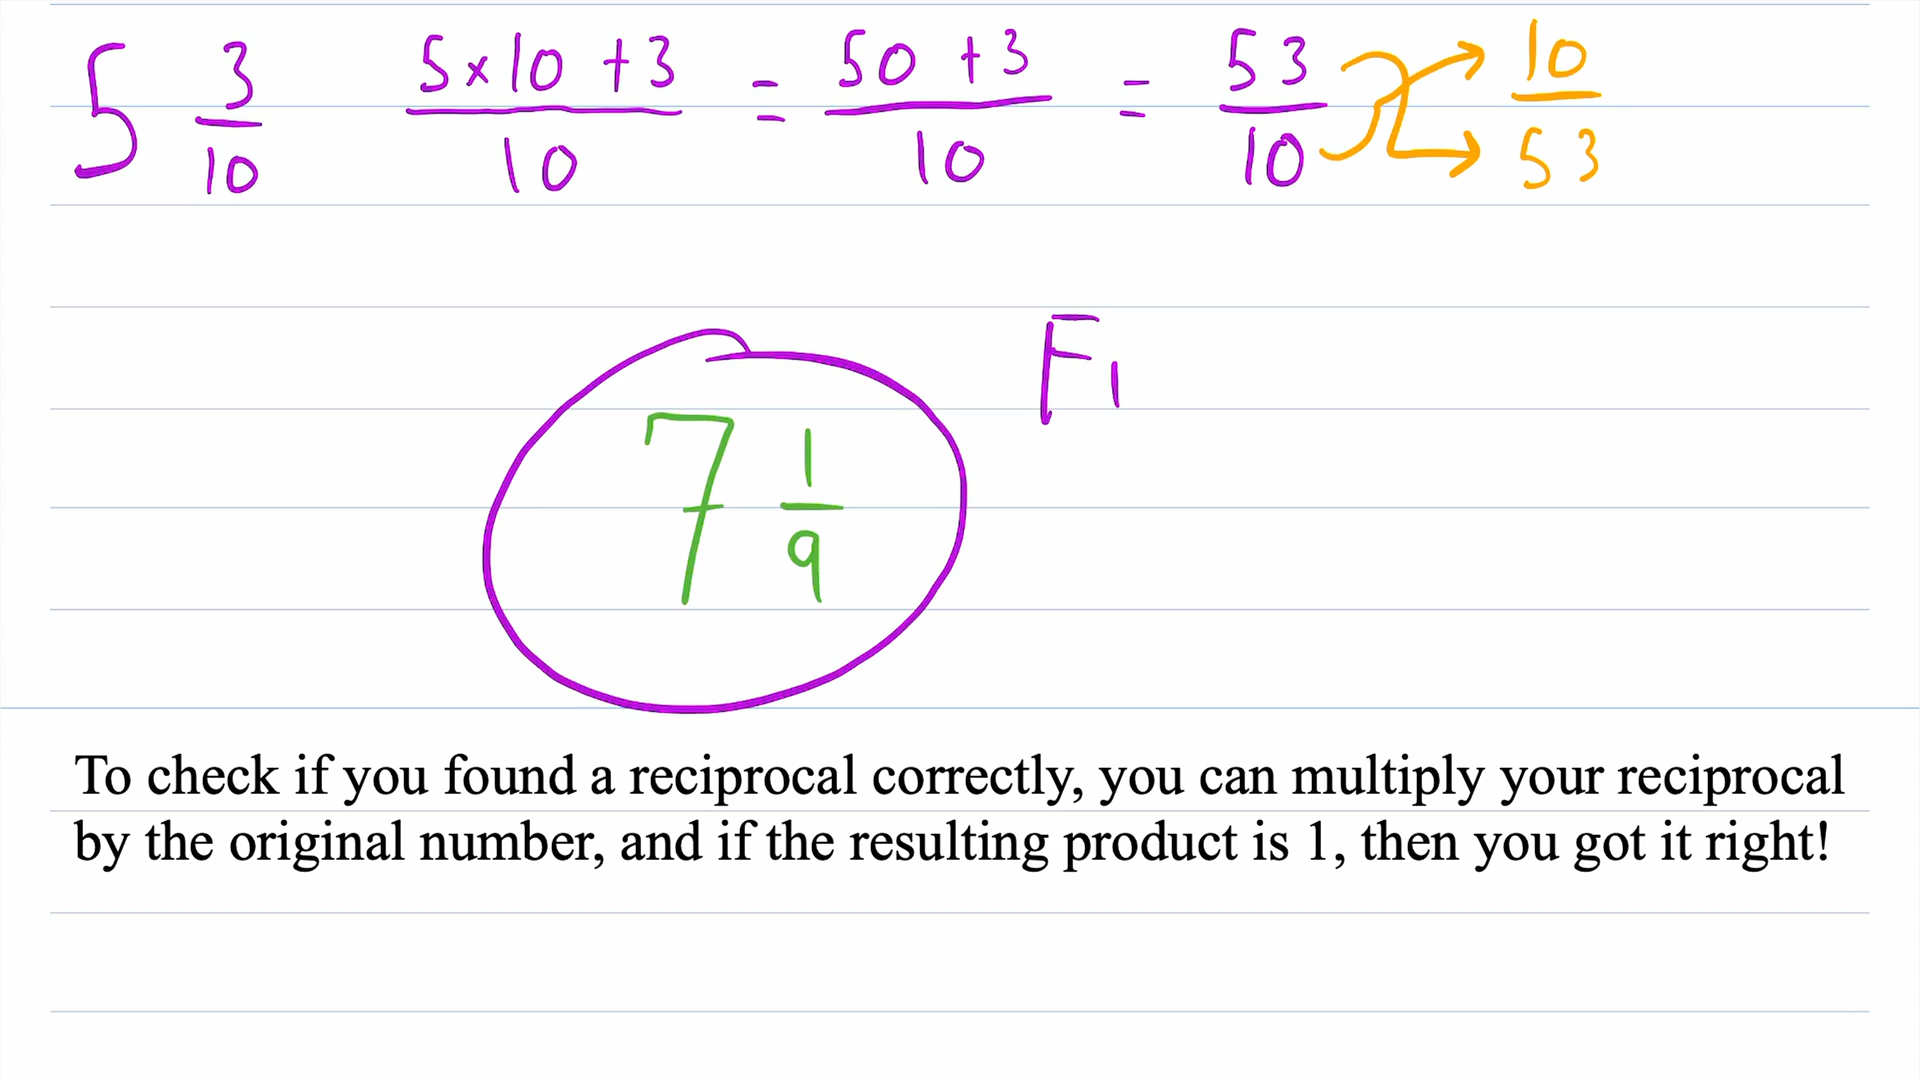 5 3/10 (5×10+3)/10 = (50+3)/10 = 53/10 10/53
7 1/9 Fi
To check if you found a reciprocal correctly, you can multiply your reciprocal
by the original number, and if the resulting product is 1, then you got it right!